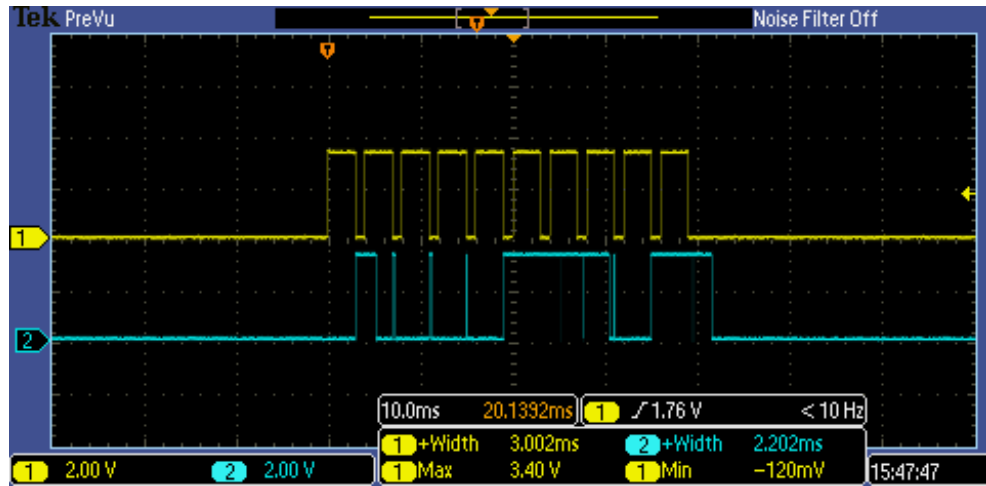 Tek PreVu Noise Filter Off
T
T
1
2
10.0ms 20.1392ms 1 1.76 V < 10 Hz
1 +Width 3.002ms 2 +Width 2.202ms
1 2.00 V 2 2.00 V 1 Max 3.40 V 1 Min −120mV 15:47:47